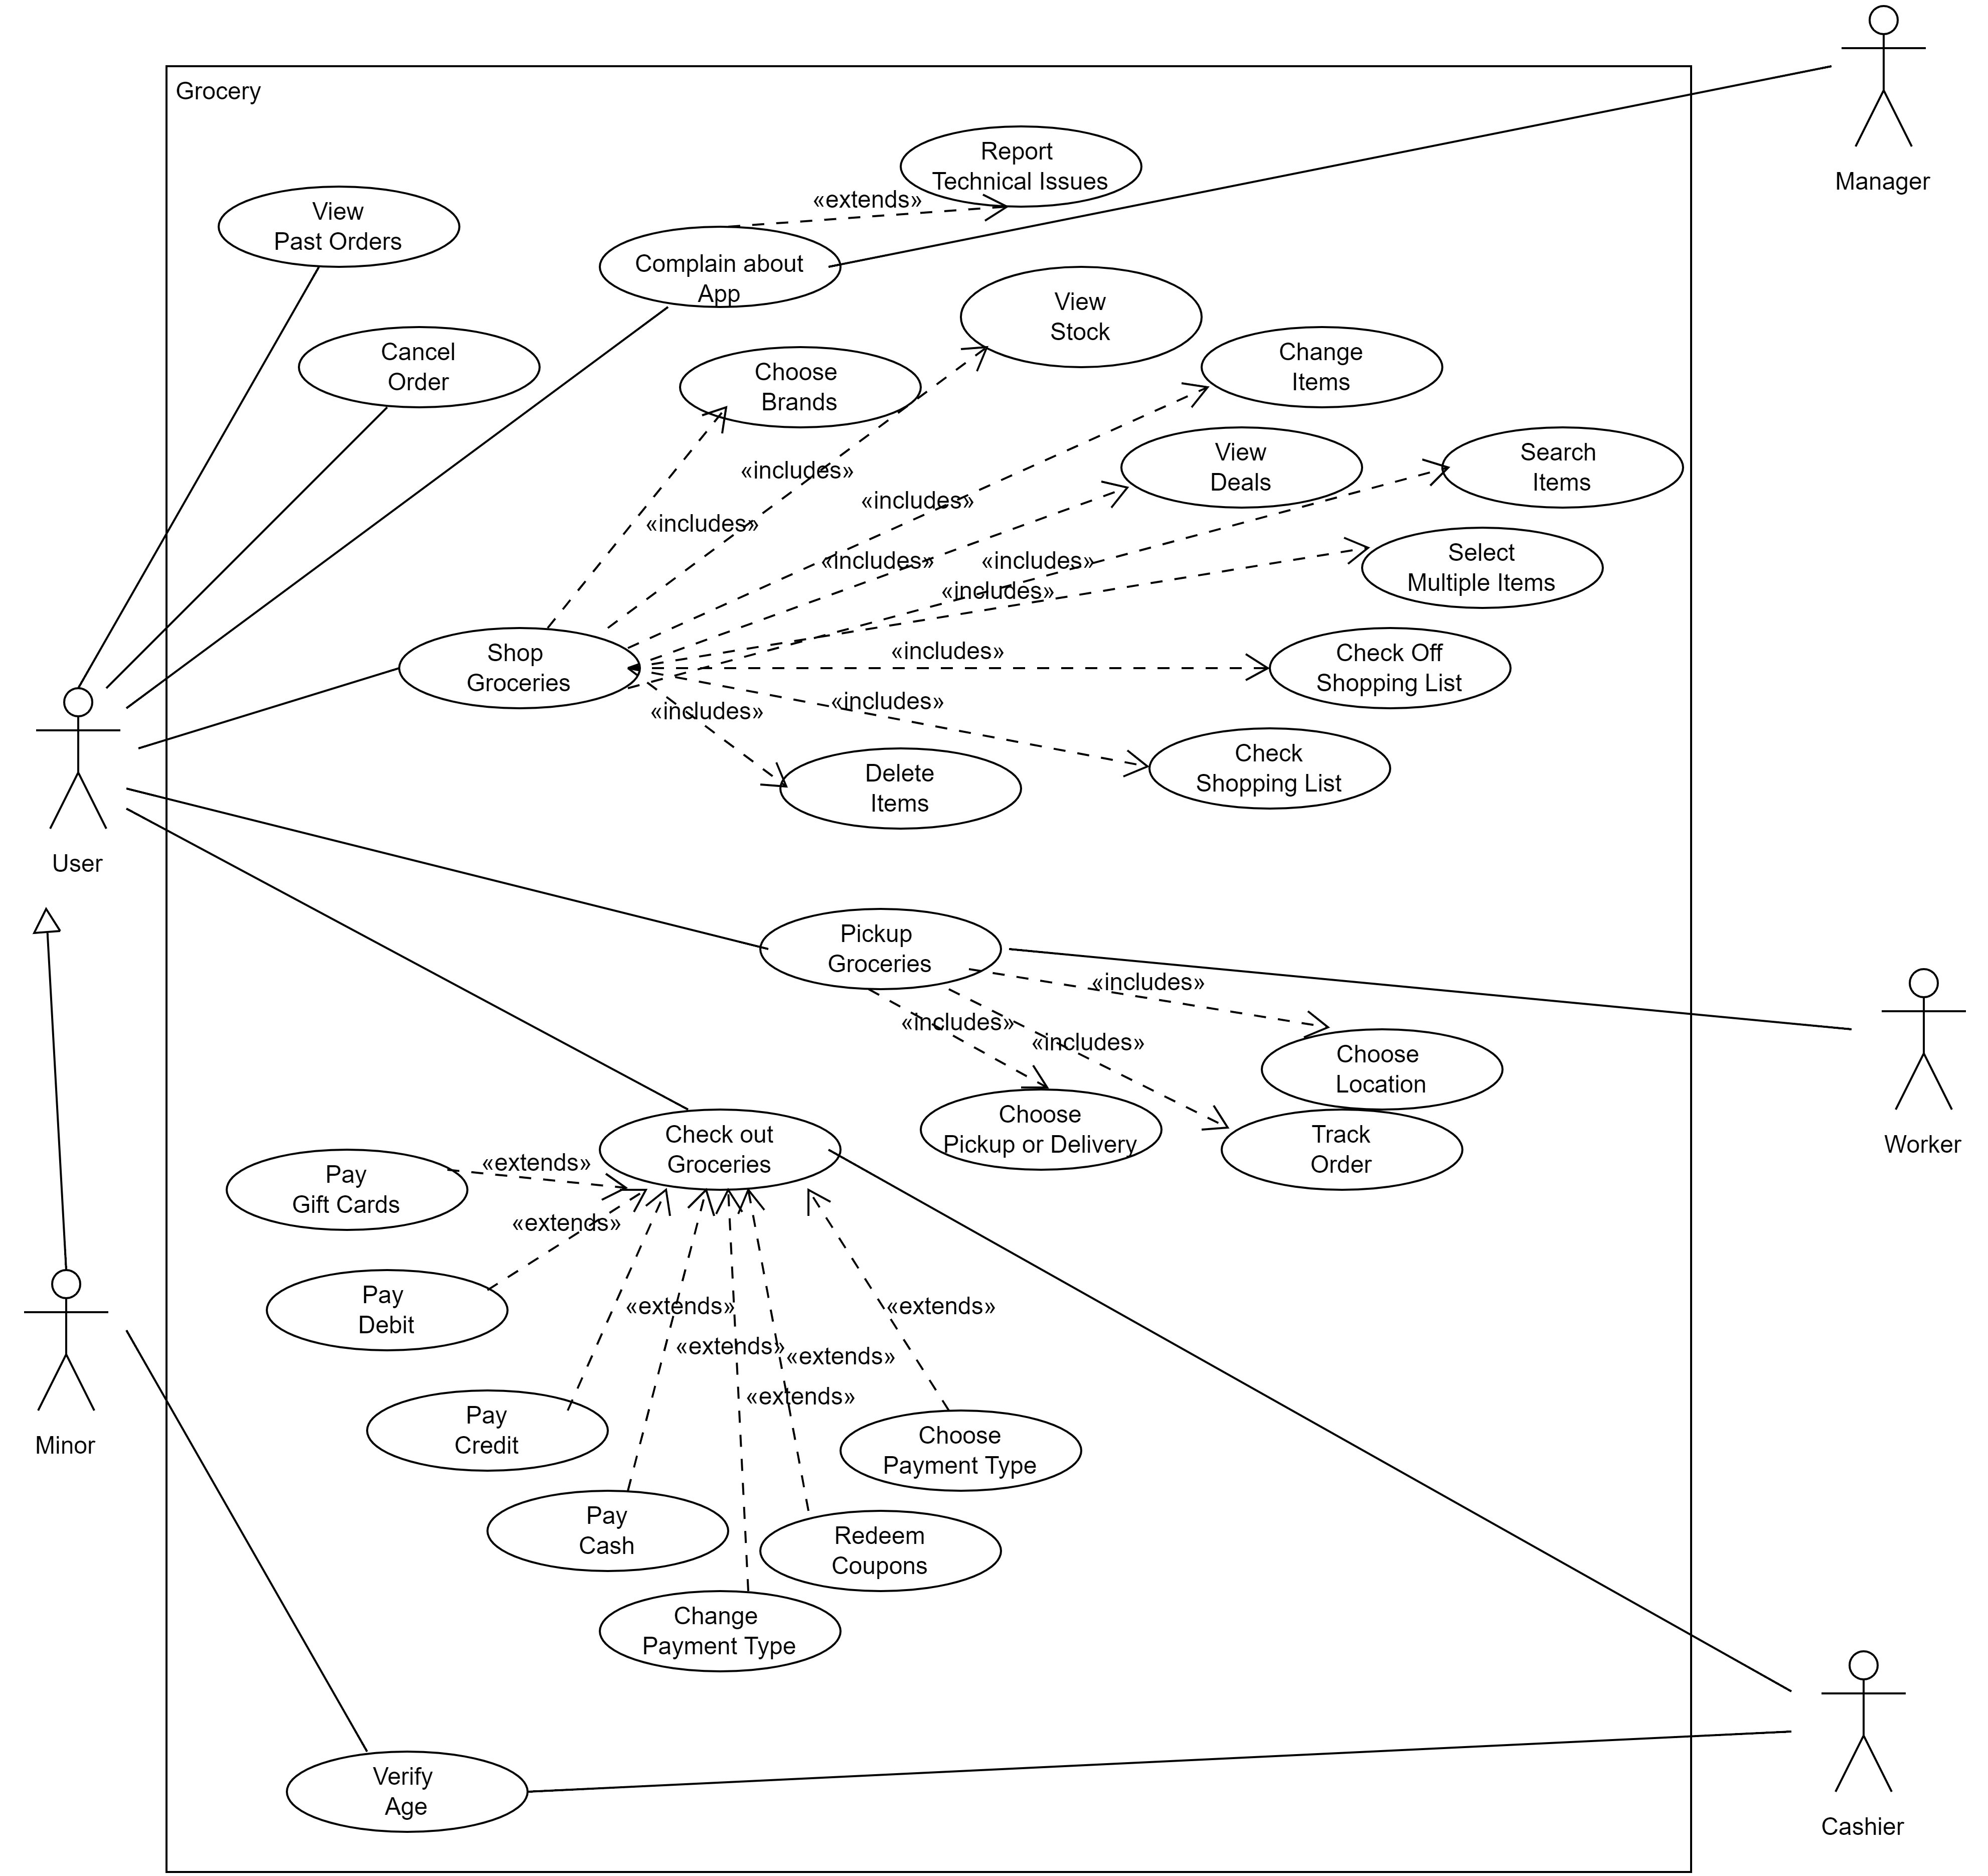 Grocery
Manager
Report
Technical Issues
«extends»
View
Past Orders
Complain about
App
View
Stock
Cancel
Order
Choose
Brands
Change
Items
«includes»
View
Deals
Search
Items
«includes»
«includes»
«includes»
«includes»
«includes»
Select
Multiple Items
Shop
Groceries
«includes»
Check Off
Shopping List
«includes»
«includes»
Delete
Items
Check
Shopping List
User
Pickup
Groceries
«includes»
«includes»
«includes»
Choose
Location
Choose
Pickup or Delivery
Track
Order
Worker
Check out
Groceries
«extends»
Pay
Gift Cards
«extends»
Pay
Debit
«extends»
«extends»
«extends»
«extends»
«extends»
Minor
Pay
Credit
Choose
Payment Type
Pay
Cash
Redeem
Coupons
Change
Payment Type
Verify
Age
Cashier